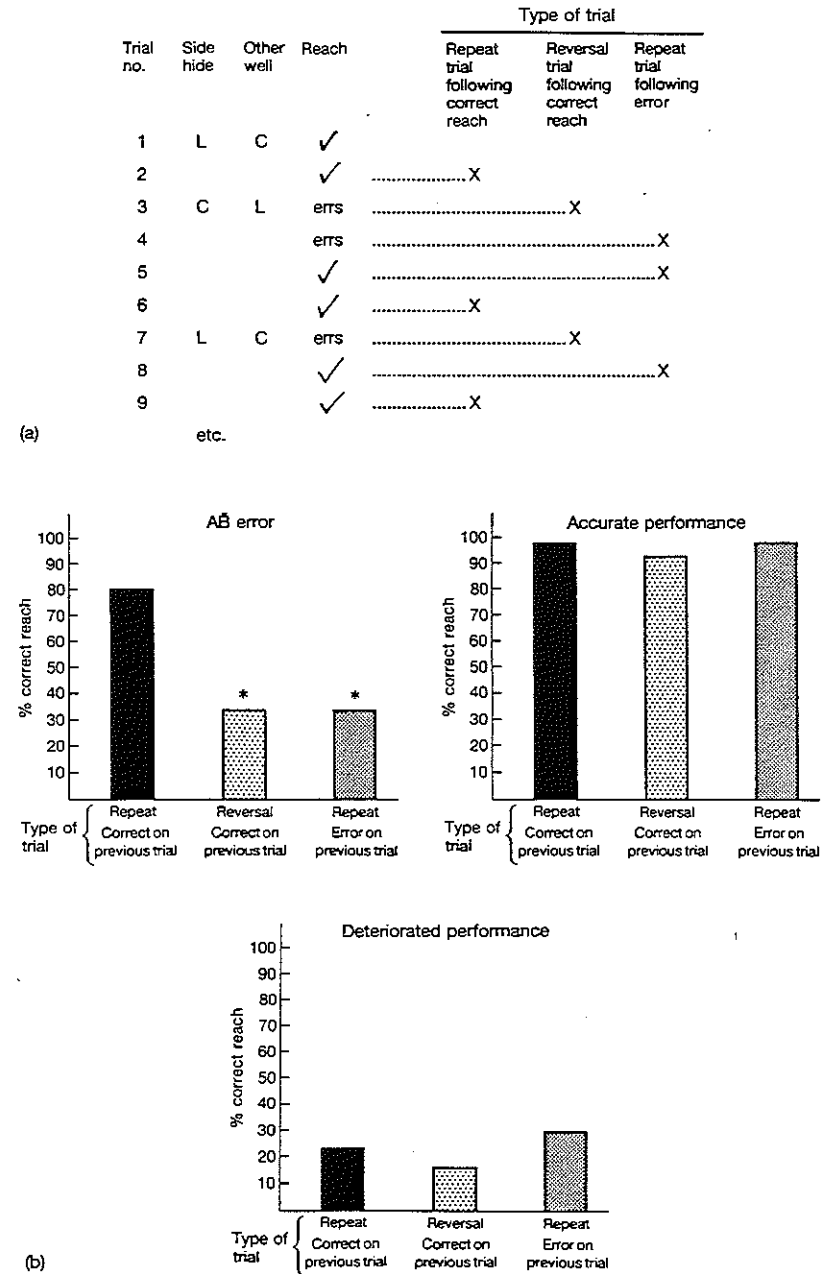 Type of trial
Trial no.
Side hide
Other well
Reach
Repeat trial following correct reach
Reversal trial following correct reach
Repeat trial following error
1 L C ✓
2 ✓ ..................X
3 C L errs .....................................X
4 errs ......................................................X
5 ✓ ......................................................X
6 ✓ ..................X
7 L C errs .....................................X
8 ✓ ......................................................X
9 ✓ ..................X
(a) etc.
AB̄ error
% correct reach
100
90
80
70
60
50
40
30
20
10
* *
Type of trial
Repeat
Correct on
previous trial
Reversal
Correct on
previous trial
Repeat
Error on
previous trial
Accurate performance
% correct reach
100
90
80
70
60
50
40
30
20
10
Type of trial
Repeat
Correct on
previous trial
Reversal
Correct on
previous trial
Repeat
Error on
previous trial
Deteriorated performance
% correct reach
100
90
80
70
60
50
40
30
20
10
Type of trial
Repeat
Correct on
previous trial
Reversal
Correct on
previous trial
Repeat
Error on
previous trial
(b)